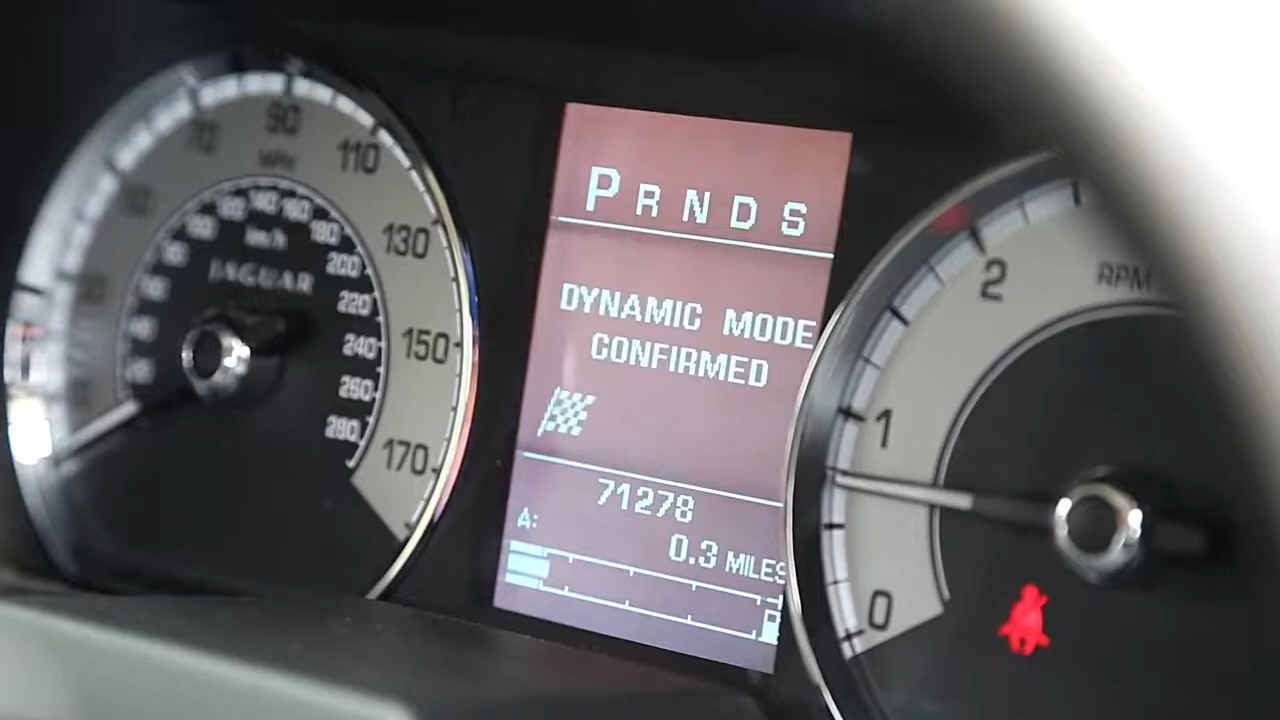 70
90
110
130
150
170
MPH
120
140
160
180
200
220
240
260
280
km/h
JAGUAR
P R N D S
DYNAMIC MODE
CONFIRMED
71278
A:
0.3 MILES
2
1
0
RPM